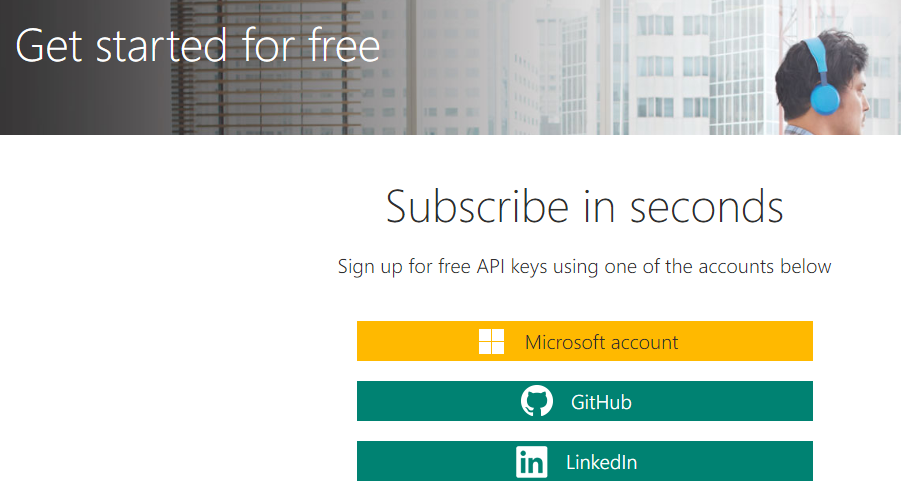 Get started for free
Subscribe in seconds
Sign up for free API keys using one of the accounts below
Microsoft account
GitHub
LinkedIn